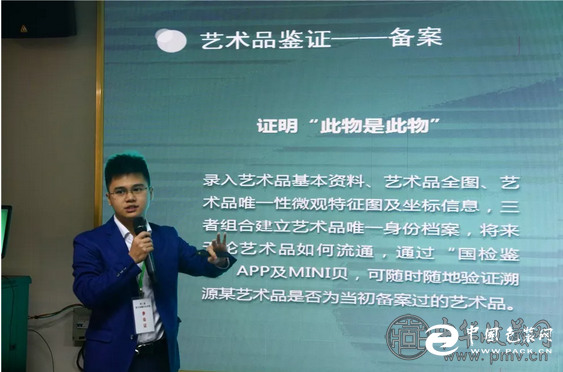 艺术品鉴证——备案
证明“此物是此物”
录入艺术品基本资料、艺术品全图、艺
术品唯一性微观特征图及坐标信息，三
者组合建立艺术品唯一身份档案，将来
论艺术品如何流通，通过“国检鉴
APP及MINI贝，可随时随地验证溯
源某艺术品是否为当初备案过的艺术品。
中国包装网
WWW.PACK.CN
www.pmv.cn